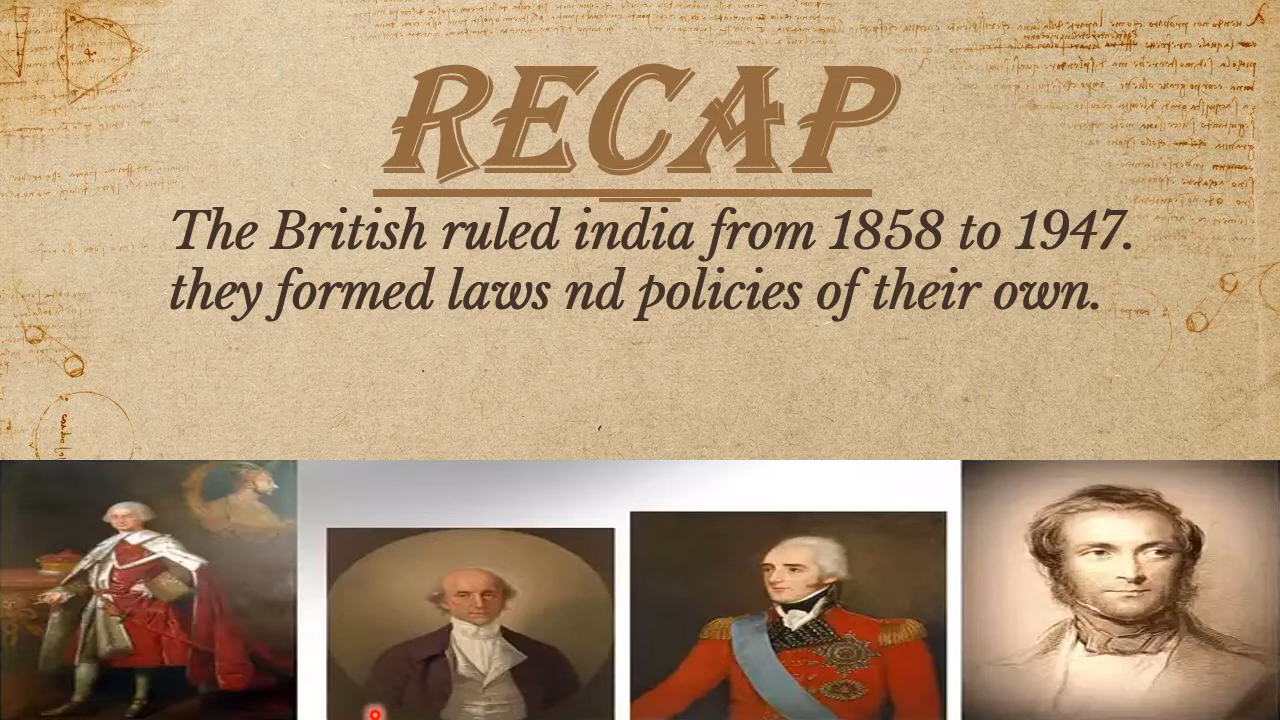 RECAP
The British ruled india from 1858 to 1947.
they formed laws nd policies of their own.